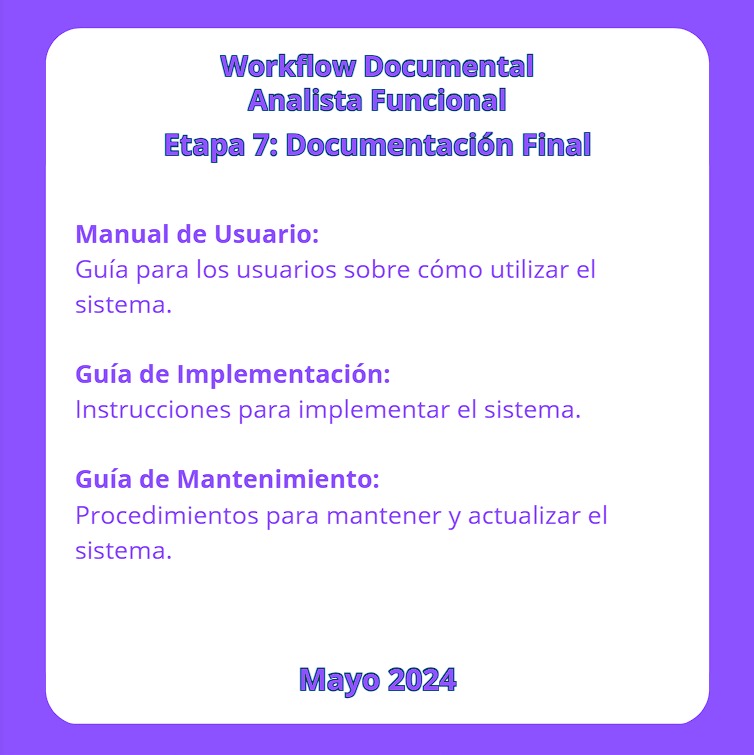 Workflow Documental
Analista Funcional
Etapa 7: Documentación Final
Manual de Usuario:
Guía para los usuarios sobre cómo utilizar el
sistema.
Guía de Implementación:
Instrucciones para implementar el sistema.
Guía de Mantenimiento:
Procedimientos para mantener y actualizar el
sistema.
Mayo 2024